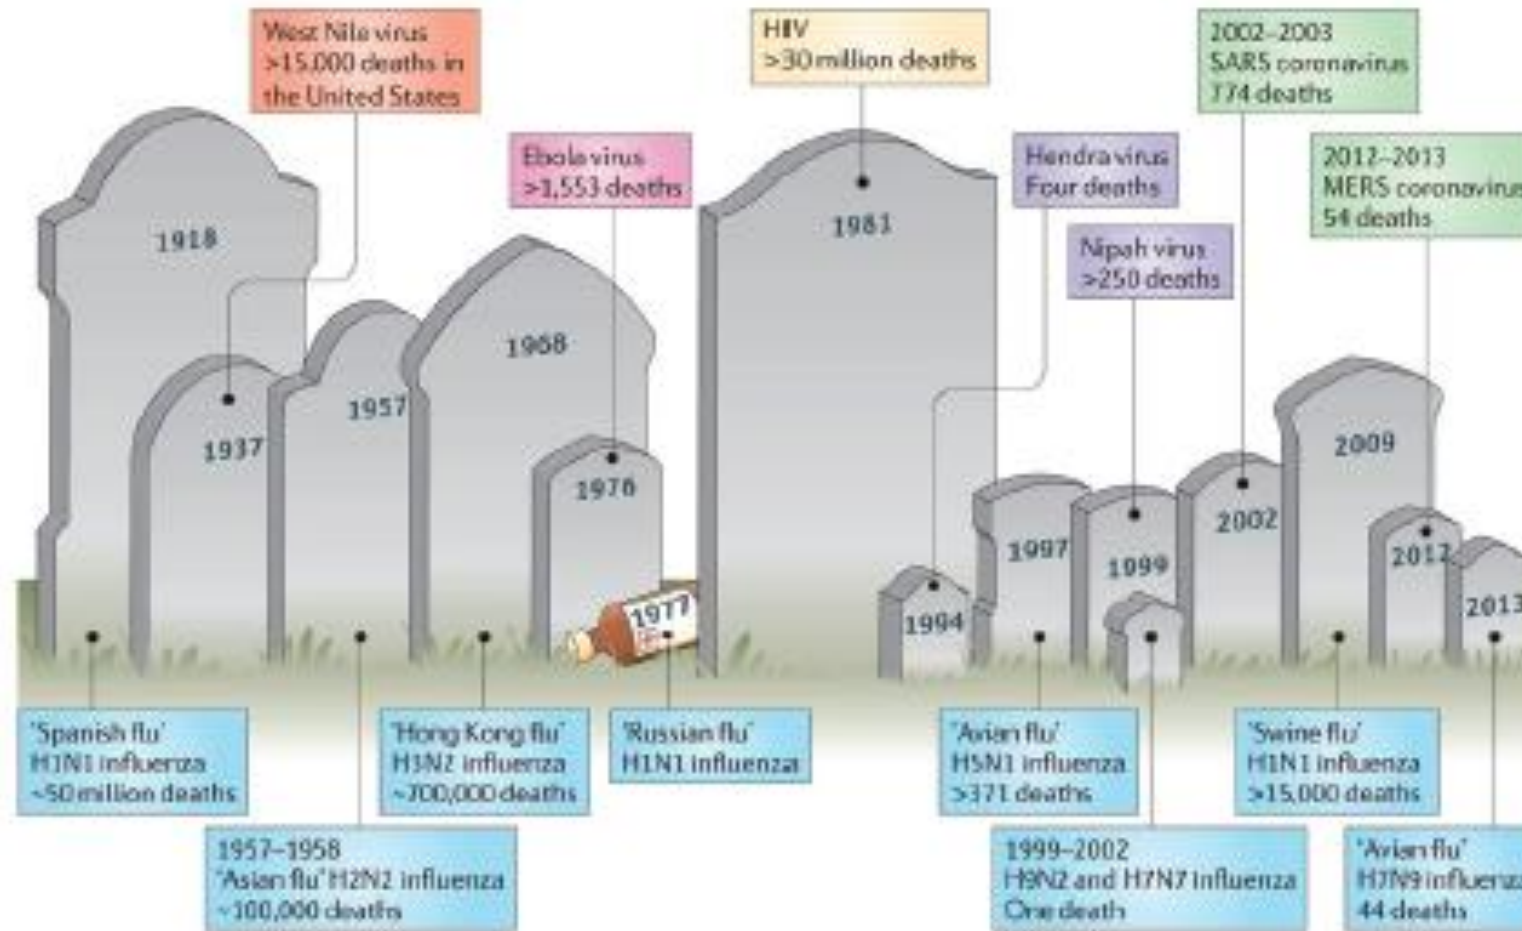 West Nile virus
>15,000 deaths in
the United States
HIV
>30 million deaths
2002–2003
SARS coronavirus
774 deaths
Ebola virus
>1,553 deaths
Hendra virus
Four deaths
2012–2013
MERS coronavirus
54 deaths
Nipah virus
>250 deaths
1918
1937
1957
1968
1976
1977
1981
1994
1997
1999
2002
2009
2012
2013
'Spanish flu'
H1N1 influenza
~50 million deaths
'Hong Kong flu'
H3N2 influenza
~700,000 deaths
'Russian flu'
H1N1 influenza
'Avian flu'
H5N1 influenza
>371 deaths
'Swine flu'
H1N1 influenza
>15,000 deaths
1957–1958
'Asian flu' H2N2 influenza
~100,000 deaths
1999–2002
H9N2 and H7N7 influenza
One death
'Avian flu'
H7N9 influenza
44 deaths